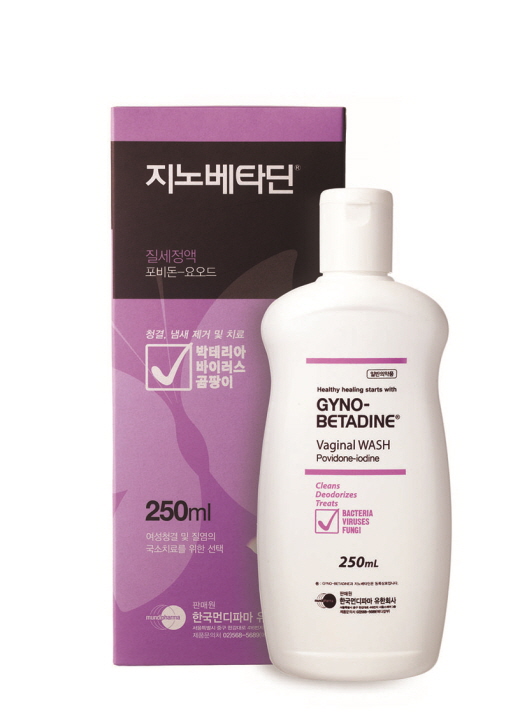 지노베타딘®
질세정액
포비돈-요오드
청결, 냄새 제거 및 치료
박테리아
바이러스
곰팡이
250ml
여성청결 및 질염의
국소치료를 위한 선택
mundipharma
판매원
한국먼디파마 유한
일반의약품
Healthy healing starts with
GYNO-
BETADINE®
Vaginal WASH
Povidone-iodine
Cleans
Deodorizes
Treats
BACTERIA
VIRUSES
FUNGI
250mL
판매원
한국먼디파마 유한회사